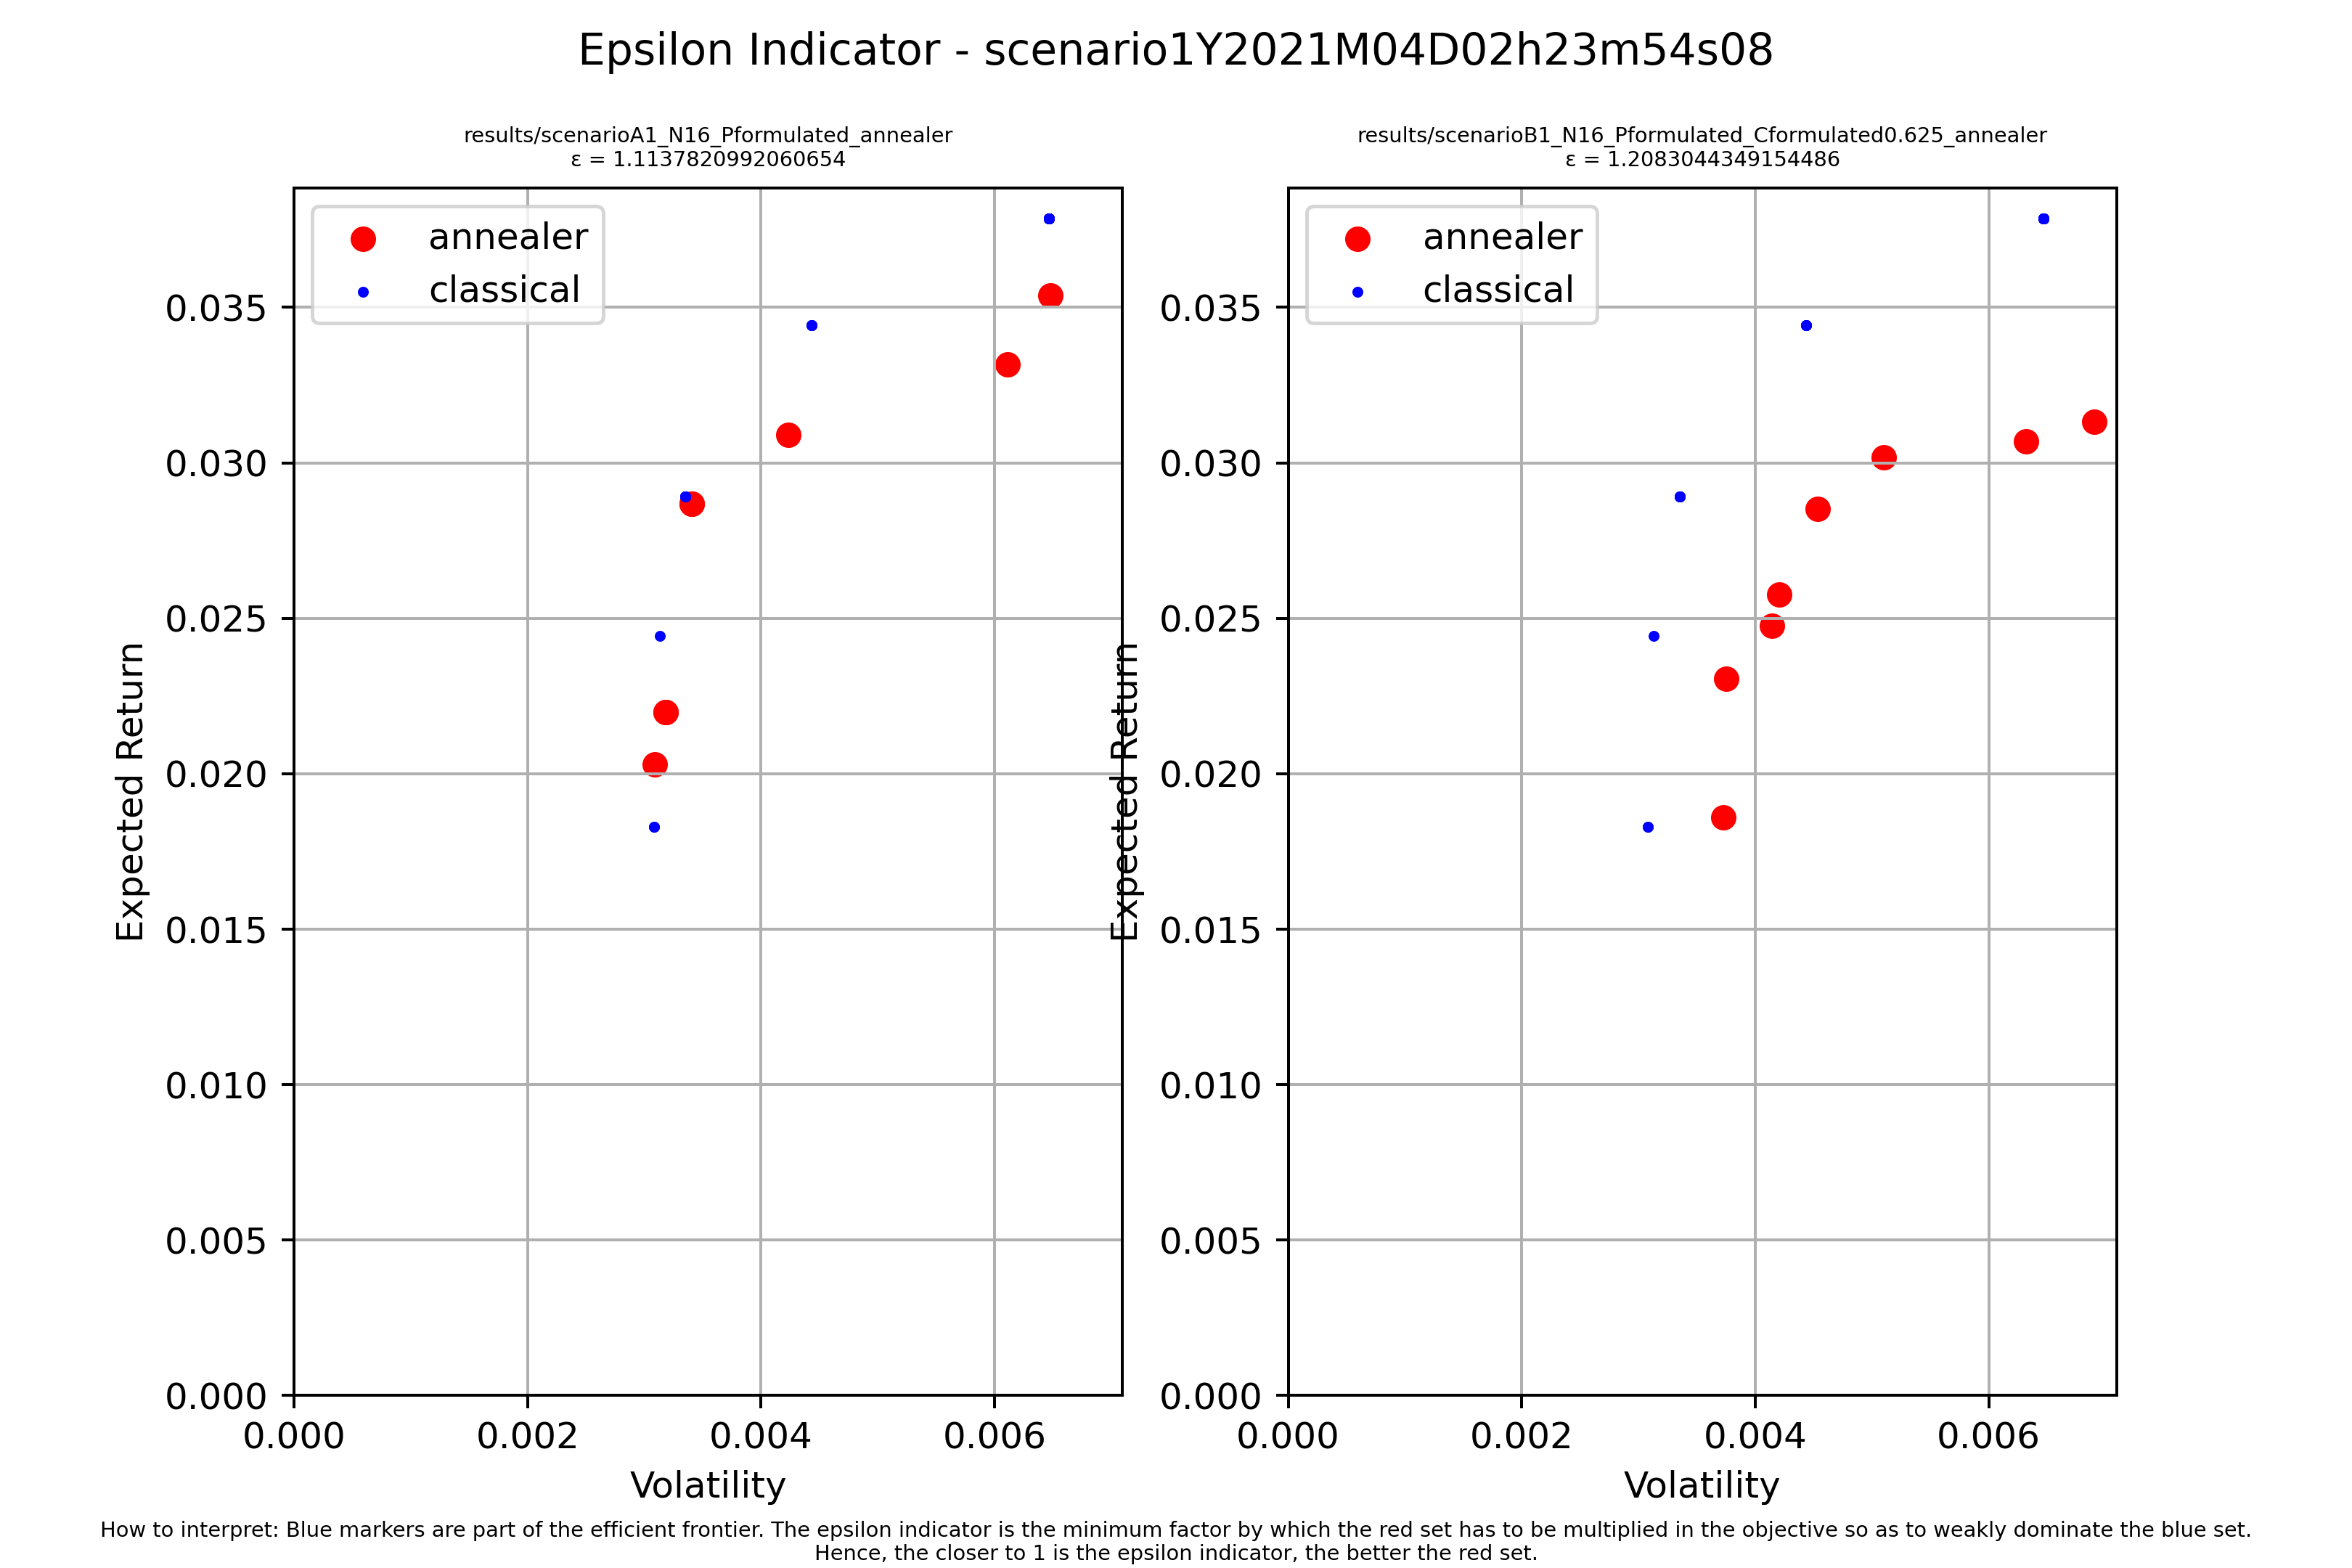 Epsilon Indicator - scenario1Y2021M04D02h23m54s08
results/scenarioA1_N16_Pformulated_annealer
ε = 1.1137820992060654
annealer
classical
0.035
0.030
0.025
0.020
0.015
0.010
0.005
0.000
Expected Return
0.000 0.002 0.004 0.006
Volatility
results/scenarioB1_N16_Pformulated_Cformulated0.625_annealer
ε = 1.2083044349154486
annealer
classical
0.035
0.030
0.025
0.020
0.015
0.010
0.005
0.000
Expected Return
0.000 0.002 0.004 0.006
Volatility
How to interpret: Blue markers are part of the efficient frontier. The epsilon indicator is the minimum factor by which the red set has to be multiplied in the objective so as to weakly dominate the blue set.
Hence, the closer to 1 is the epsilon indicator, the better the red set.